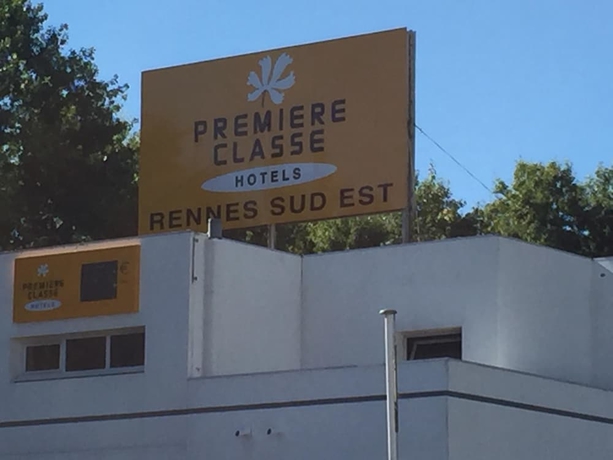 PREMIERE
CLASSE
HOTELS
RENNES SUD EST
PREMIERE
CLASSE
HOTELS
€